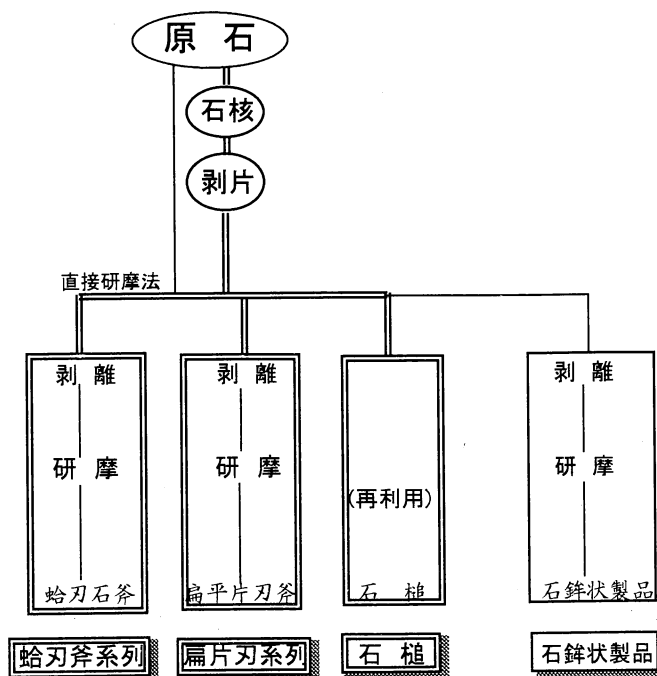 原石
石核
剥片
直接研摩法
剥離
研摩
蛤刃石斧
剥離
研摩
扁平片刃斧
(再利用)
石槌
剥離
研摩
石鉾状製品
蛤刃斧系列
扁片刃系列
石槌
石鉾状製品